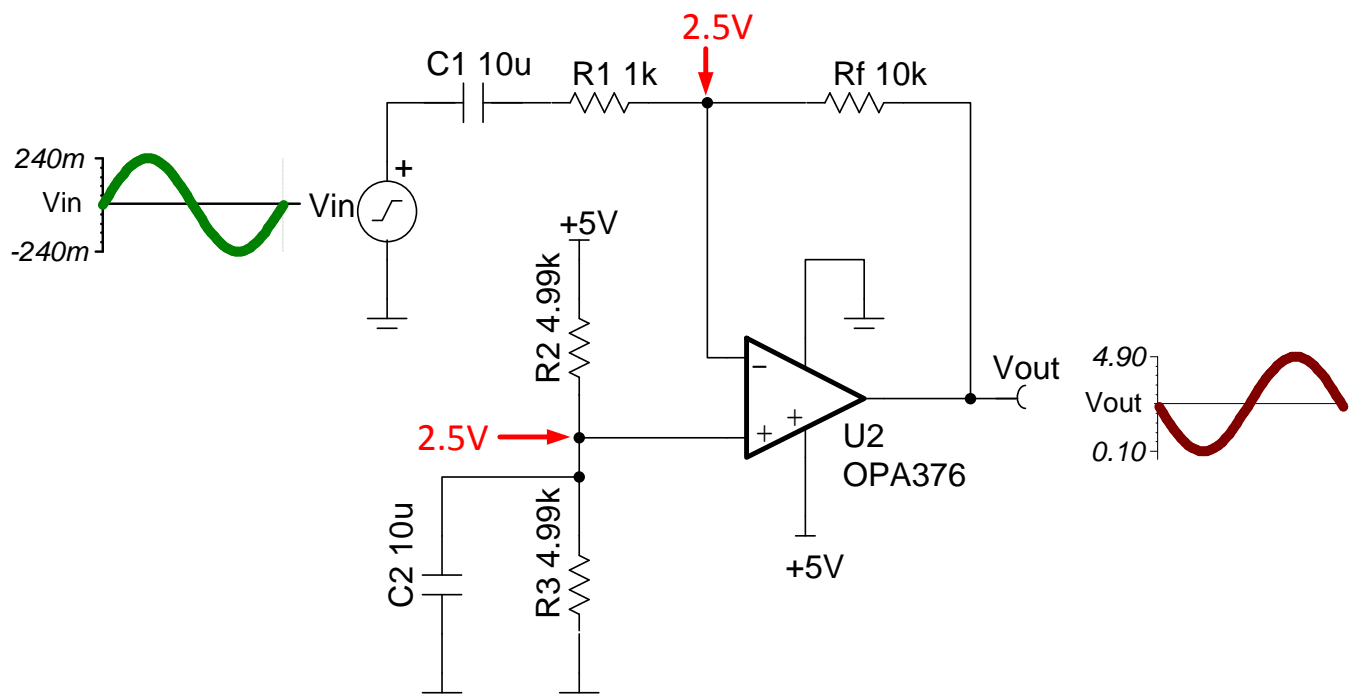 2.5V
C1 10u
R1 1k
Rf 10k
240m
Vin
-240m
+
Vin
+5V
R2 4.99k
2.5V
−
+
+
U2
OPA376
+5V
Vout
4.90
Vout
0.10
C2 10u
R3 4.99k